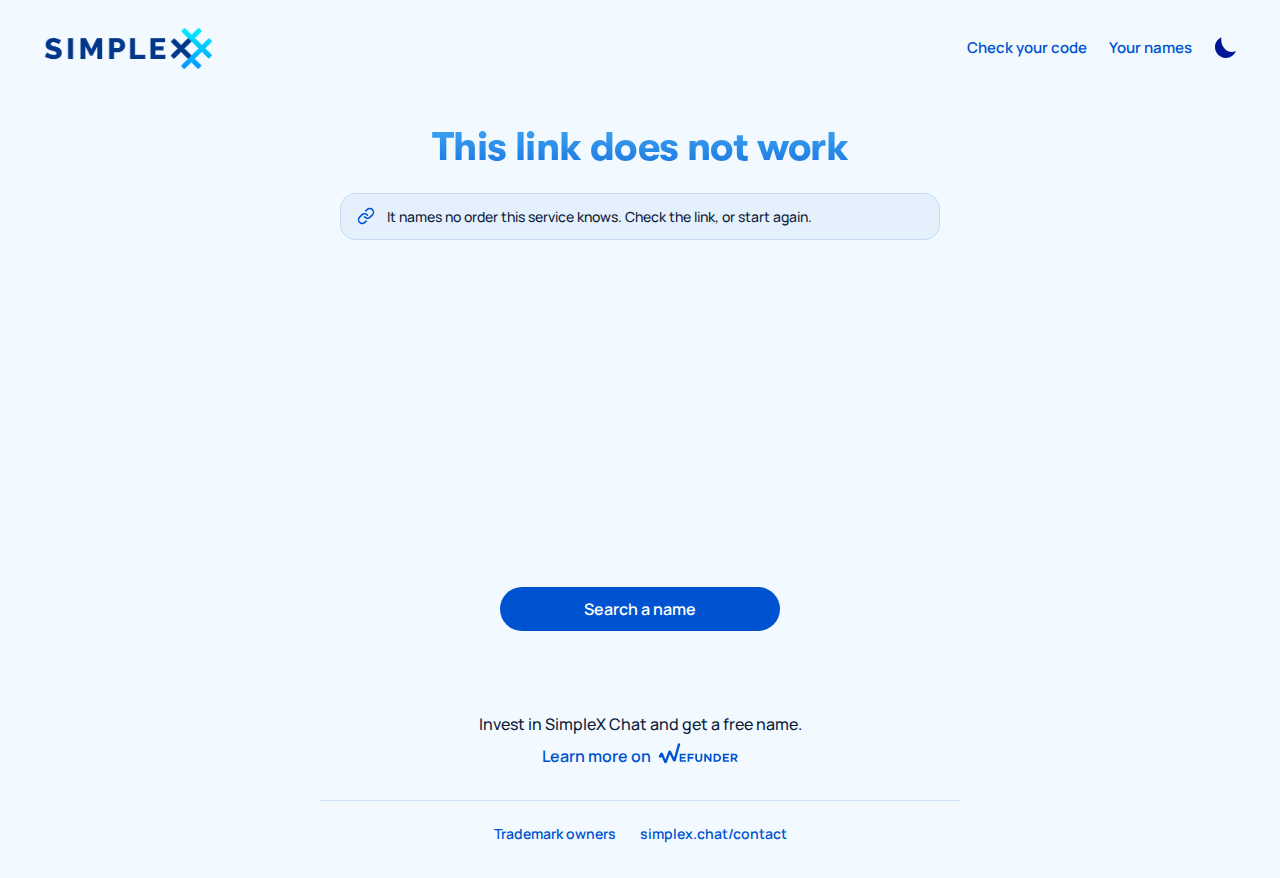 SIMPLEX
Check your code
Your names
This link does not work
It names no order this service knows. Check the link, or start again.
Search a name
Invest in SimpleX Chat and get a free name.
Learn more on WEFUNDER
Trademark owners
simplex.chat/contact